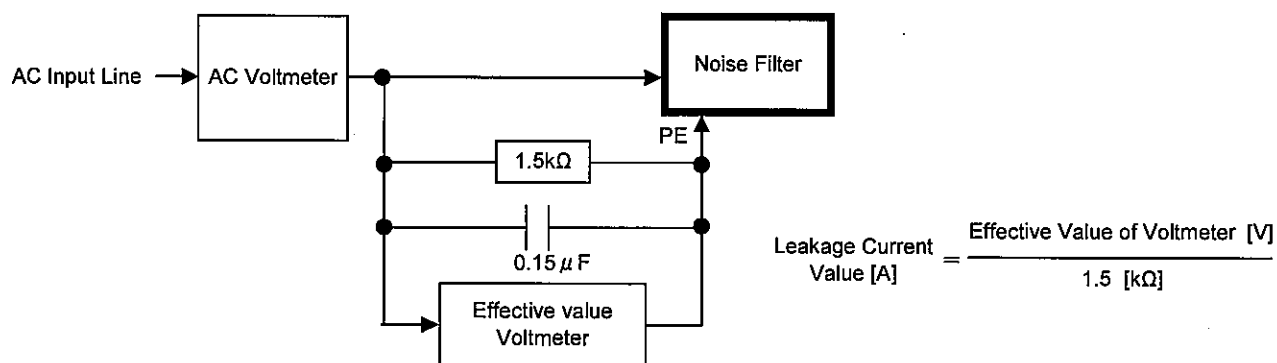 AC Input Line
AC Voltmeter
Noise Filter
PE
1.5kΩ
0.15μF
Effective value
Voltmeter
Leakage Current
Value [A]
=
Effective Value of Voltmeter [V]
1.5 [kΩ]